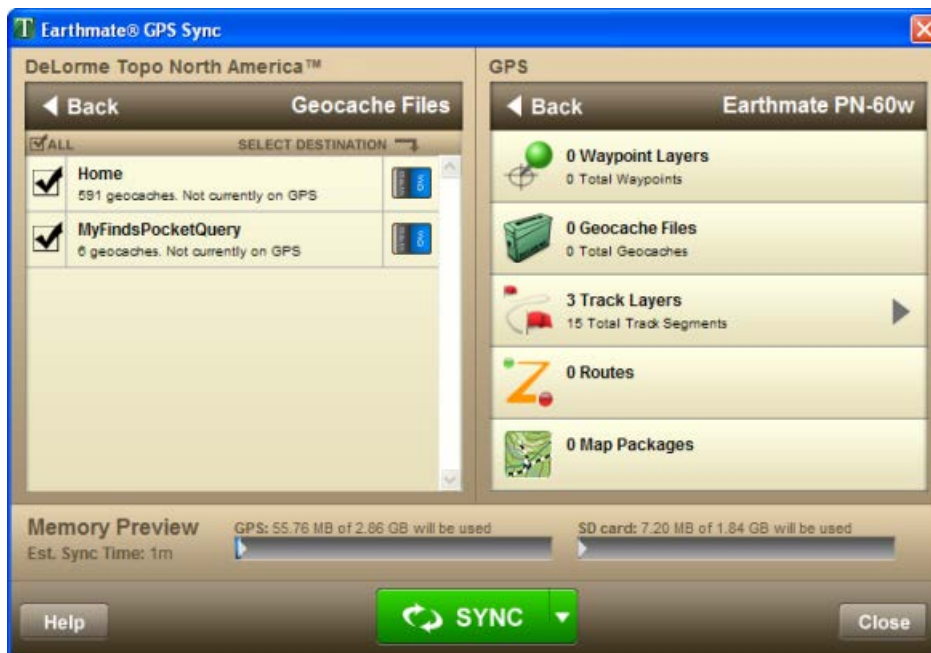 Earthmate® GPS Sync
DeLorme Topo North America™
Back
Geocache Files
ALL
SELECT DESTINATION
Home
591 geocaches. Not currently on GPS
MyFindsPocketQuery
6 geocaches. Not currently on GPS
GPS
Back
Earthmate PN-60w
0 Waypoint Layers
0 Total Waypoints
0 Geocache Files
0 Total Geocaches
3 Track Layers
15 Total Track Segments
0 Routes
0 Map Packages
Memory Preview
Est. Sync Time: 1m
GPS: 55.76 MB of 2.86 GB will be used
SD card: 7.20 MB of 1.84 GB will be used
Help
SYNC
Close